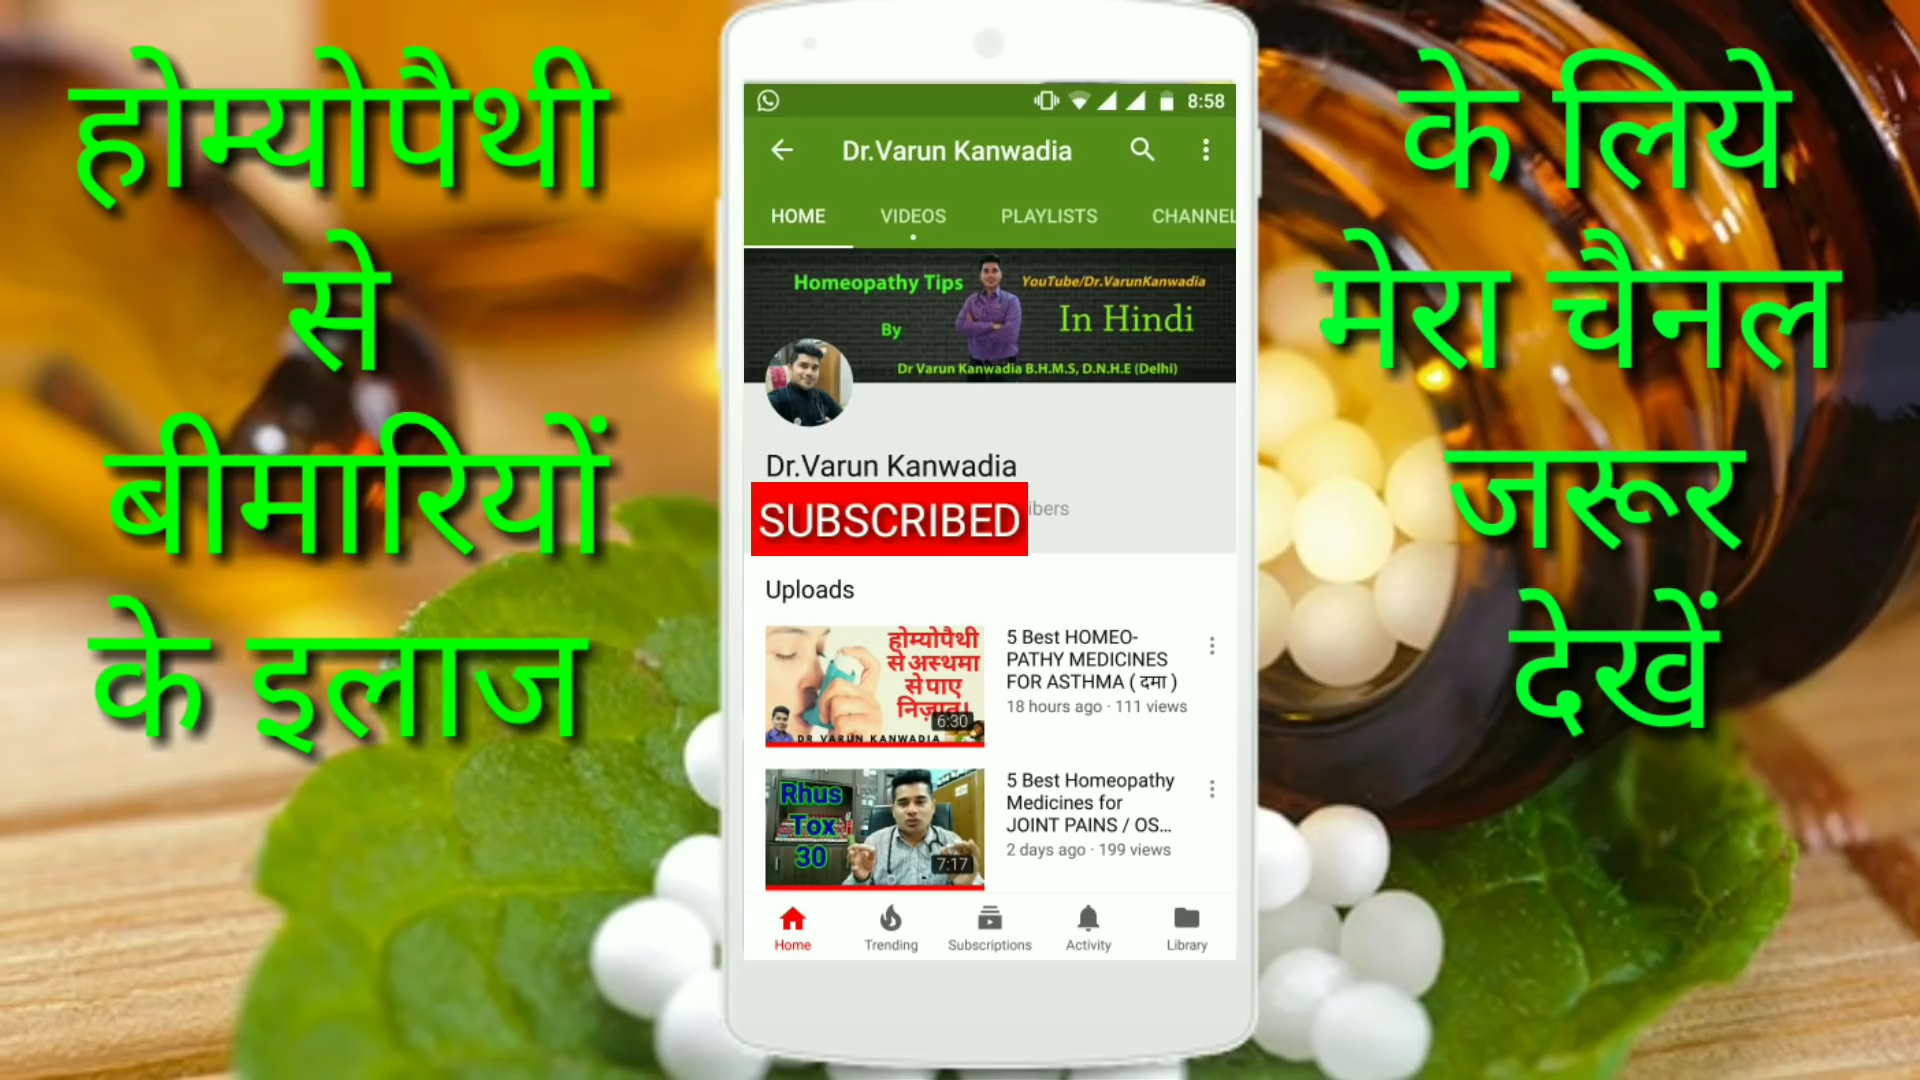 होम्योपैथी
से
बीमारियों
के इलाज
के लिये
मेरा चैनल
जरूर
देखें
8:58
Dr.Varun Kanwadia
HOME VIDEOS PLAYLISTS CHANNEL
Homeopathy Tips
YouTube/Dr.VarunKanwadia
By
In Hindi
Dr Varun Kanwadia B.H.M.S, D.N.H.E (Delhi)
Dr.Varun Kanwadia
SUBSCRIBED
ibers
Uploads
होम्योपैथी
से अस्थमा
से पाए
निज़ात।
6:30
DR VARUN KANWADIA
5 Best HOMEO-
PATHY MEDICINES
FOR ASTHMA ( दमा )
18 hours ago · 111 views
Rhus
Tox
30
7:17
5 Best Homeopathy
Medicines for
JOINT PAINS / OS...
2 days ago · 199 views
Home Trending Subscriptions Activity Library